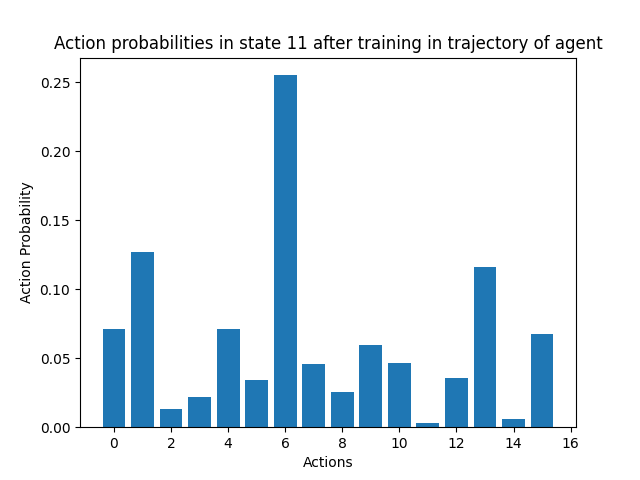 Action probabilities in state 11 after training in trajectory of agent
0.25
0.20
0.15
0.10
0.05
0.00
Action Probability
0 2 4 6 8 10 12 14 16
Actions